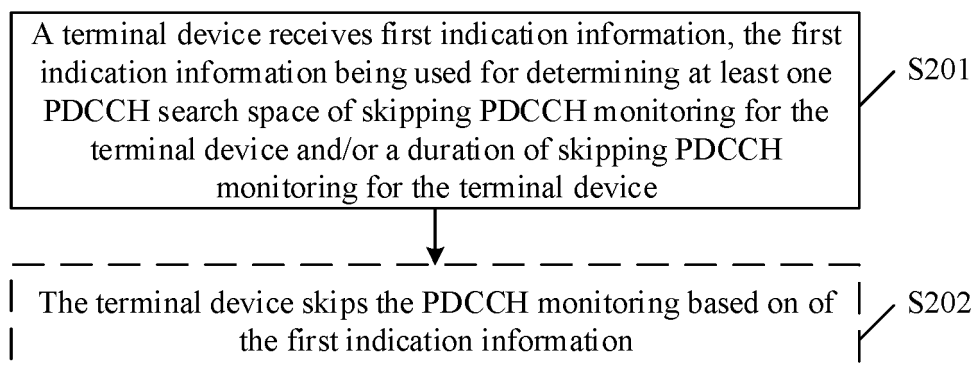 A terminal device receives first indication information, the first
indication information being used for determining at least one
PDCCH search space of skipping PDCCH monitoring for the
terminal device and/or a duration of skipping PDCCH
monitoring for the terminal device
S201
The terminal device skips the PDCCH monitoring based on of
the first indication information
S202